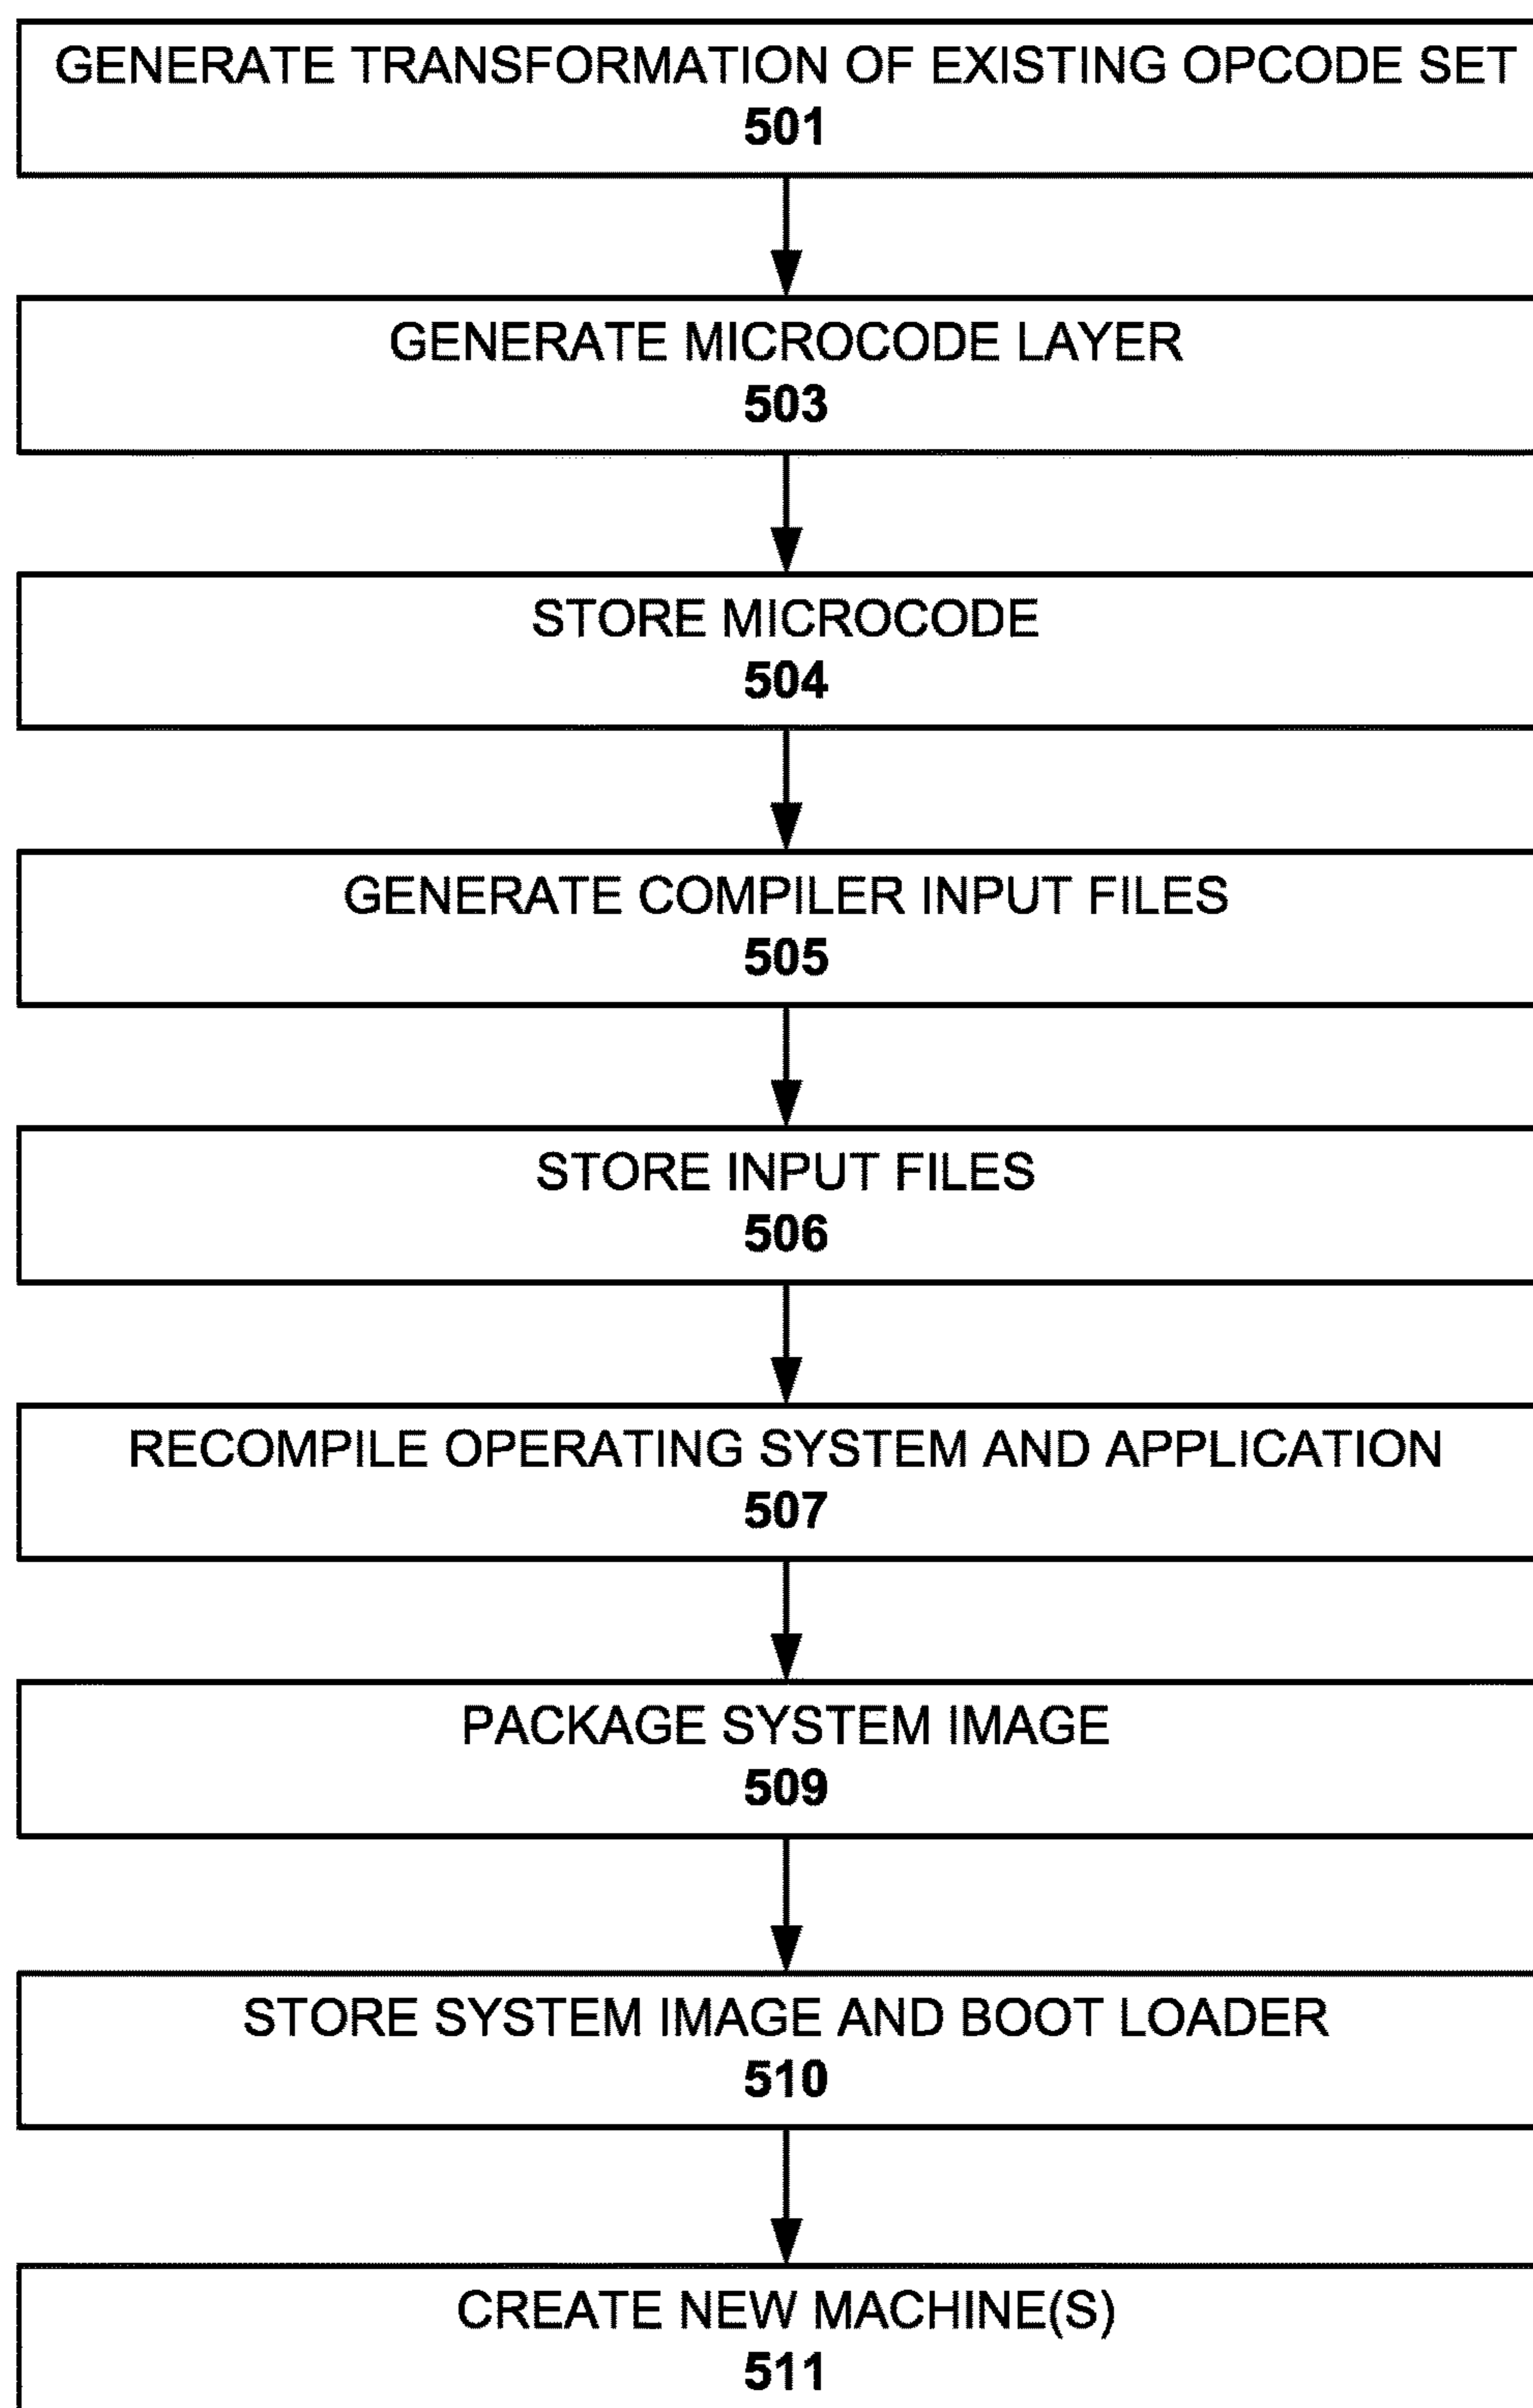 GENERATE TRANSFORMATION OF EXISTING OPCODE SET
501
GENERATE MICROCODE LAYER
503
STORE MICROCODE
504
GENERATE COMPILER INPUT FILES
505
STORE INPUT FILES
506
RECOMPILE OPERATING SYSTEM AND APPLICATION
507
PACKAGE SYSTEM IMAGE
509
STORE SYSTEM IMAGE AND BOOT LOADER
510
CREATE NEW MACHINE(S)
511